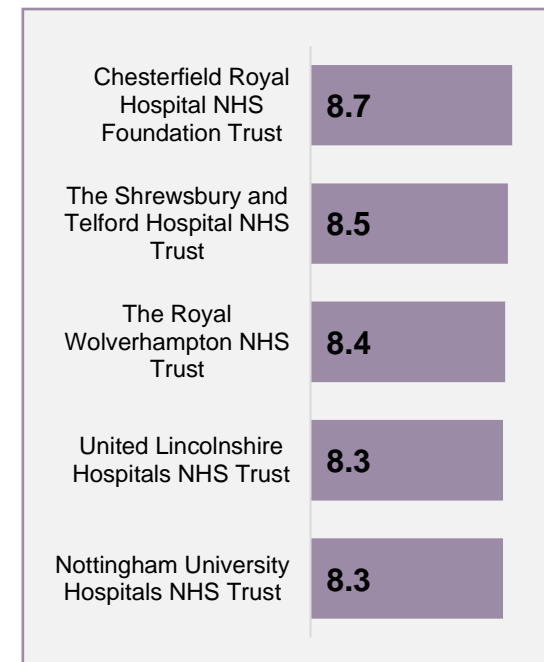 Chesterfield Royal
Hospital NHS
Foundation Trust
8.7
The Shrewsbury and
Telford Hospital NHS
Trust
8.5
The Royal
Wolverhampton NHS
Trust
8.4
United Lincolnshire
Hospitals NHS Trust
8.3
Nottingham University
Hospitals NHS Trust
8.3